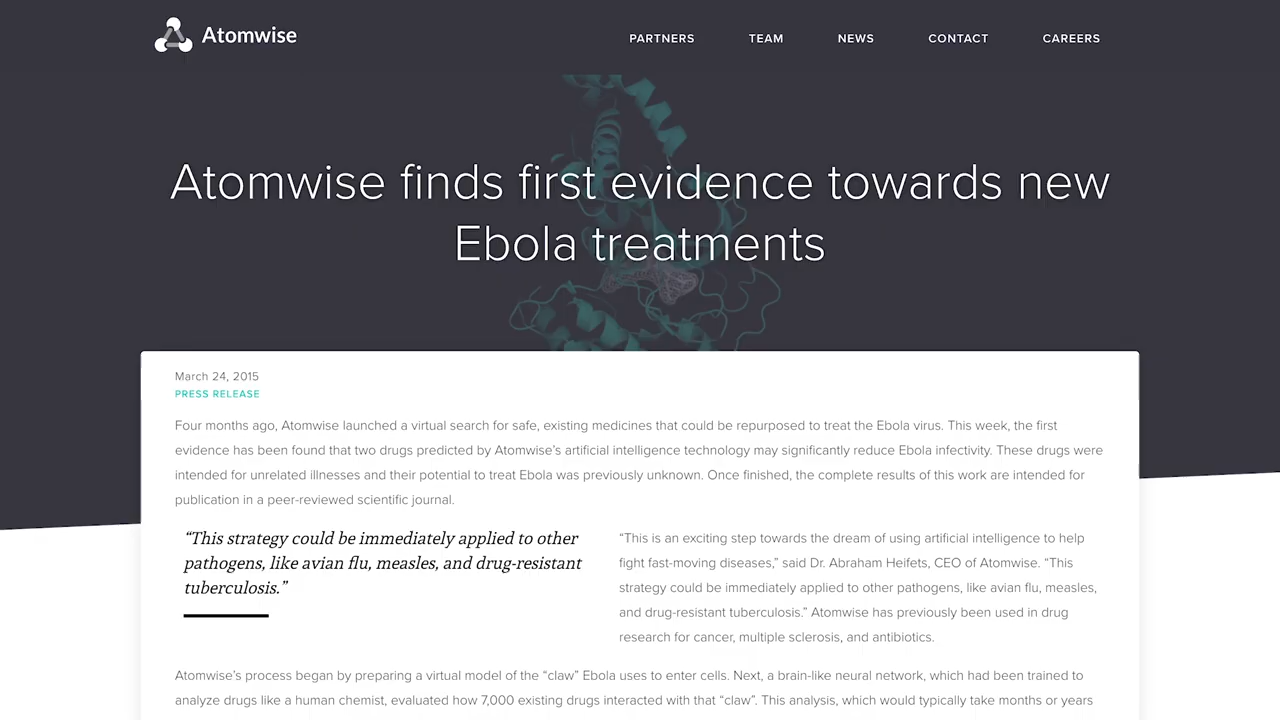 Atomwise
PARTNERS TEAM NEWS CONTACT CAREERS
Atomwise finds first evidence towards new
Ebola treatments
March 24, 2015
PRESS RELEASE
Four months ago, Atomwise launched a virtual search for safe, existing medicines that could be repurposed to treat the Ebola virus. This week, the first
evidence has been found that two drugs predicted by Atomwise’s artificial intelligence technology may significantly reduce Ebola infectivity. These drugs were
intended for unrelated illnesses and their potential to treat Ebola was previously unknown. Once finished, the complete results of this work are intended for
publication in a peer-reviewed scientific journal.
“This strategy could be immediately applied to other
pathogens, like avian flu, measles, and drug-resistant
tuberculosis.”
“This is an exciting step towards the dream of using artificial intelligence to help
fight fast-moving diseases,” said Dr. Abraham Heifets, CEO of Atomwise. “This
strategy could be immediately applied to other pathogens, like avian flu, measles,
and drug-resistant tuberculosis.” Atomwise has previously been used in drug
research for cancer, multiple sclerosis, and antibiotics.
Atomwise’s process began by preparing a virtual model of the “claw” Ebola uses to enter cells. Next, a brain-like neural network, which had been trained to
analyze drugs like a human chemist, evaluated how 7,000 existing drugs interacted with that “claw”. This analysis, which would typically take months or years